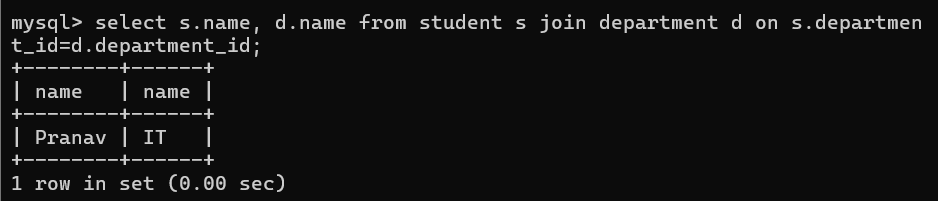 mysql> select s.name, d.name from student s join department d on s.departmen
t_id=d.department_id;
+--------+------+
| name   | name |
+--------+------+
| Pranav | IT   |
+--------+------+
1 row in set (0.00 sec)